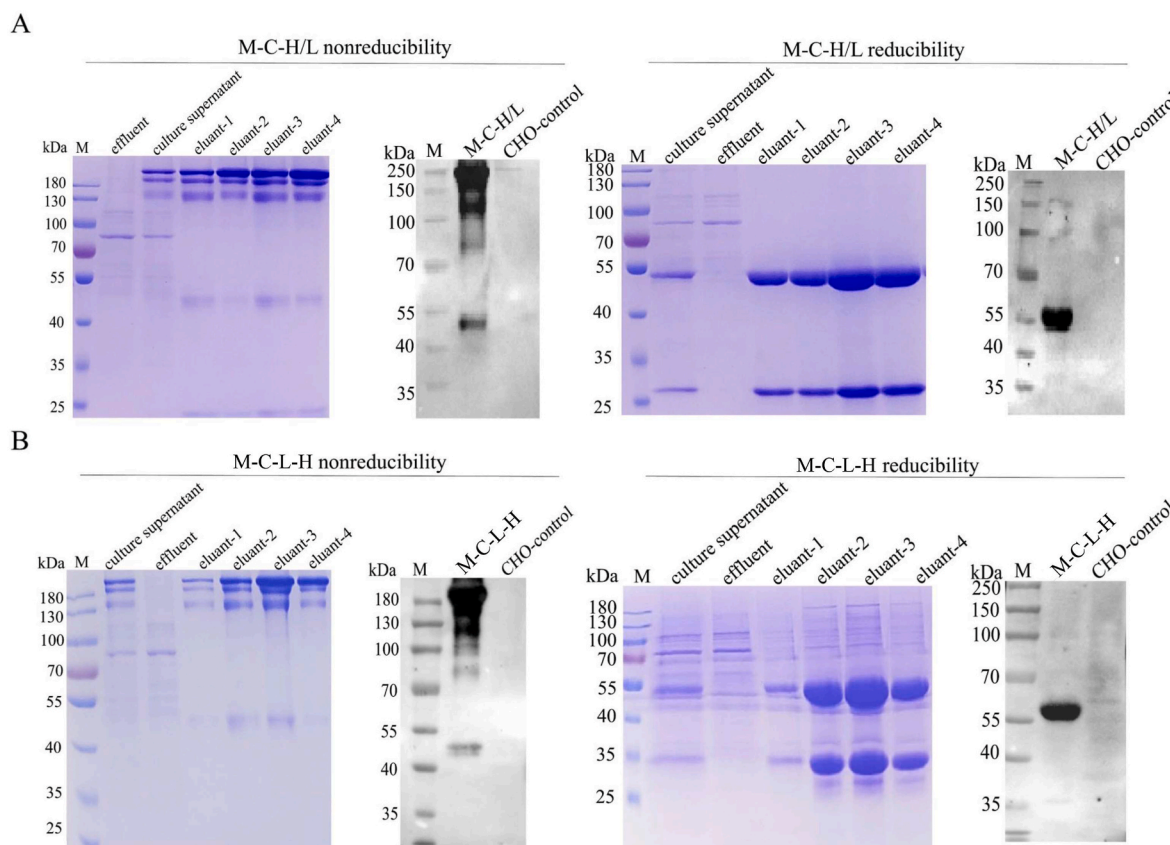 A
M-C-H/L nonreducibility
kDa
M
effluent
culture supernatant
eluant-1
eluant-2
eluant-3
eluant-4
180
130
100
70
55
40
35
25
kDa
M
M-C-H/L
CHO-control
250
150
100
70
55
40
35
M-C-H/L reducibility
kDa
M
culture supernatant
effluent
eluant-1
eluant-2
eluant-3
eluant-4
180
130
100
70
55
40
35
25
kDa
M
M-C-H/L
CHO-control
250
150
100
70
55
40
35
B
M-C-L-H nonreducibility
kDa
M
culture supernatant
effluent
eluant-1
eluant-2
eluant-3
eluant-4
180
130
100
70
55
40
35
25
kDa
M
M-C-L-H
CHO-control
180
130
100
70
55
40
35
M-C-L-H reducibility
kDa
M
culture supernatant
effluent
eluant-1
eluant-2
eluant-3
eluant-4
180
130
100
70
55
40
35
25
kDa
M
M-C-L-H
CHO-control
250
150
100
70
55
40
35